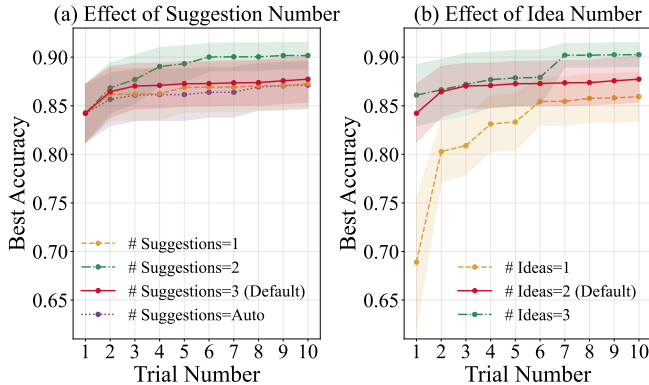 (a) Effect of Suggestion Number
Best Accuracy
0.90
0.85
0.80
0.75
0.70
0.65
# Suggestions=1
# Suggestions=2
# Suggestions=3 (Default)
# Suggestions=Auto
1 2 3 4 5 6 7 8 9 10
Trial Number
(b) Effect of Idea Number
Best Accuracy
0.90
0.85
0.80
0.75
0.70
0.65
# Ideas=1
# Ideas=2 (Default)
# Ideas=3
1 2 3 4 5 6 7 8 9 10
Trial Number